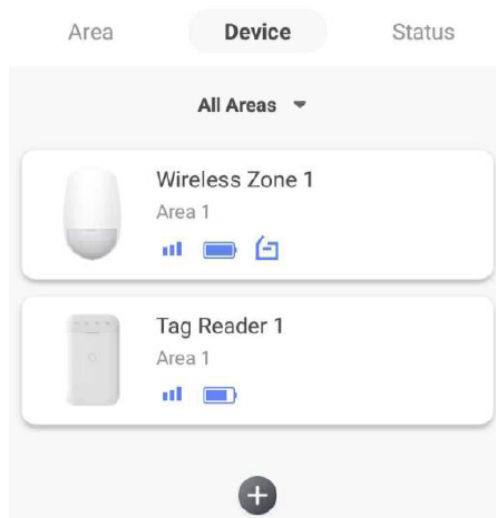 Area Device Status
All Areas
Wireless Zone 1
Area 1
Tag Reader 1
Area 1